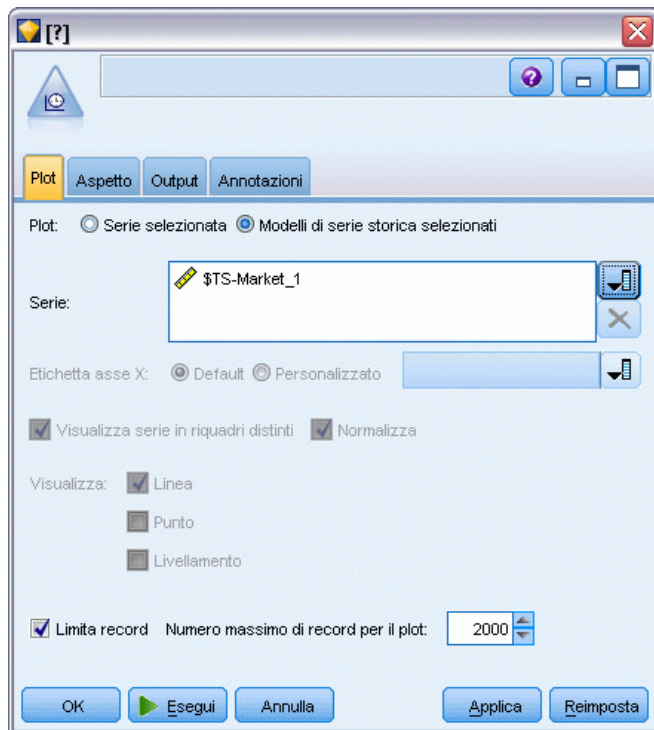 [?]
?
Plot Aspetto Output Annotazioni
Plot: Serie selezionata Modelli di serie storica selezionati
Serie: $TS-Market_1
Etichetta asse X: Default Personalizzato
Visualizza serie in riquadri distinti Normalizza
Visualizza: Linea
Punto
Livellamento
Limita record Numero massimo di record per il plot: 2000
OK Esegui Annulla Applica Reimposta